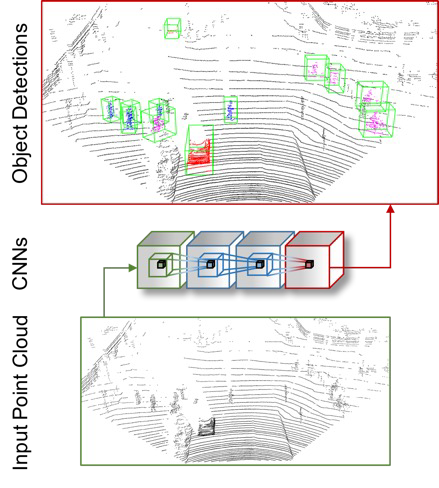 Object Detections
CNNs
Input Point Cloud